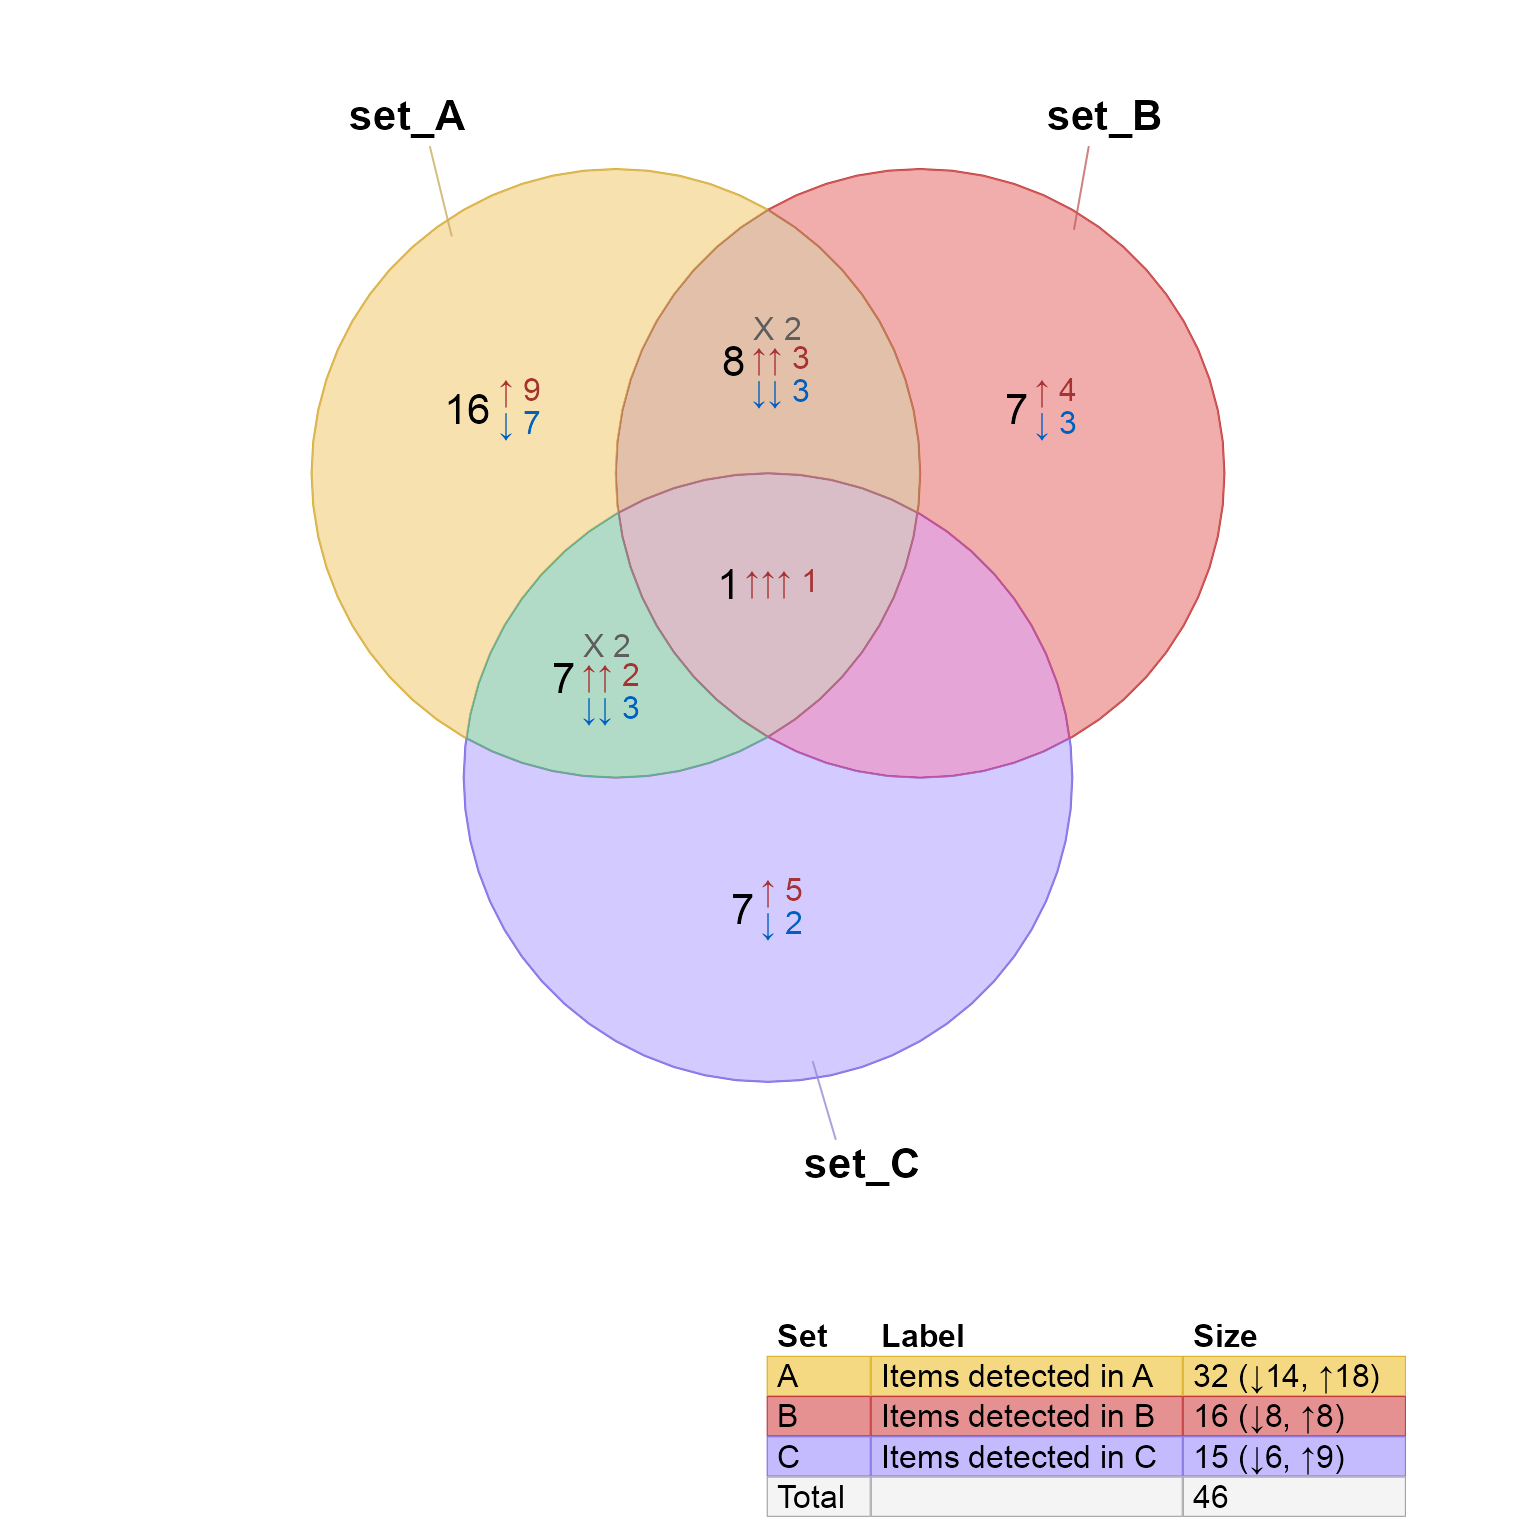 set_A
set_B
X 2
8 ↑↑ 3
↓↓ 3
16 ↑ 9
↓ 7
7 ↑ 4
↓ 3
1 ↑↑↑ 1
X 2
7 ↑↑ 2
↓↓ 3
7 ↑ 5
↓ 2
set_C
Set Label Size
A Items detected in A 32 (↓14, ↑18)
B Items detected in B 16 (↓8, ↑8)
C Items detected in C 15 (↓6, ↑9)
Total 46